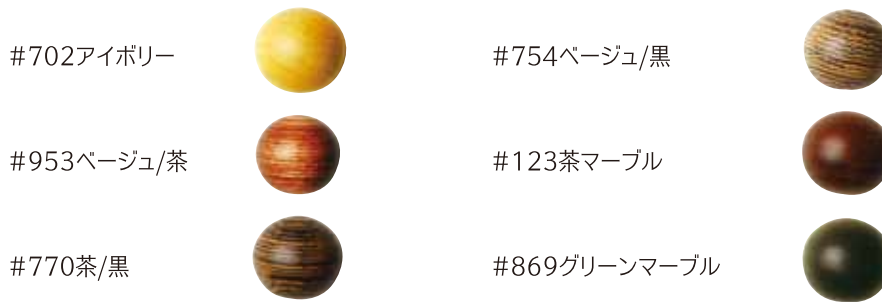 #702アイボリー
#754ベージュ/黒
#953ベージュ/茶
#123茶マーブル
#770茶/黒
#869グリーンマーブル